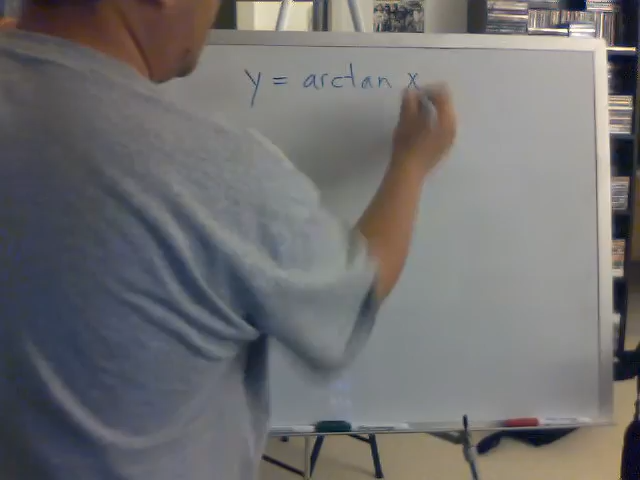 y = arctan x